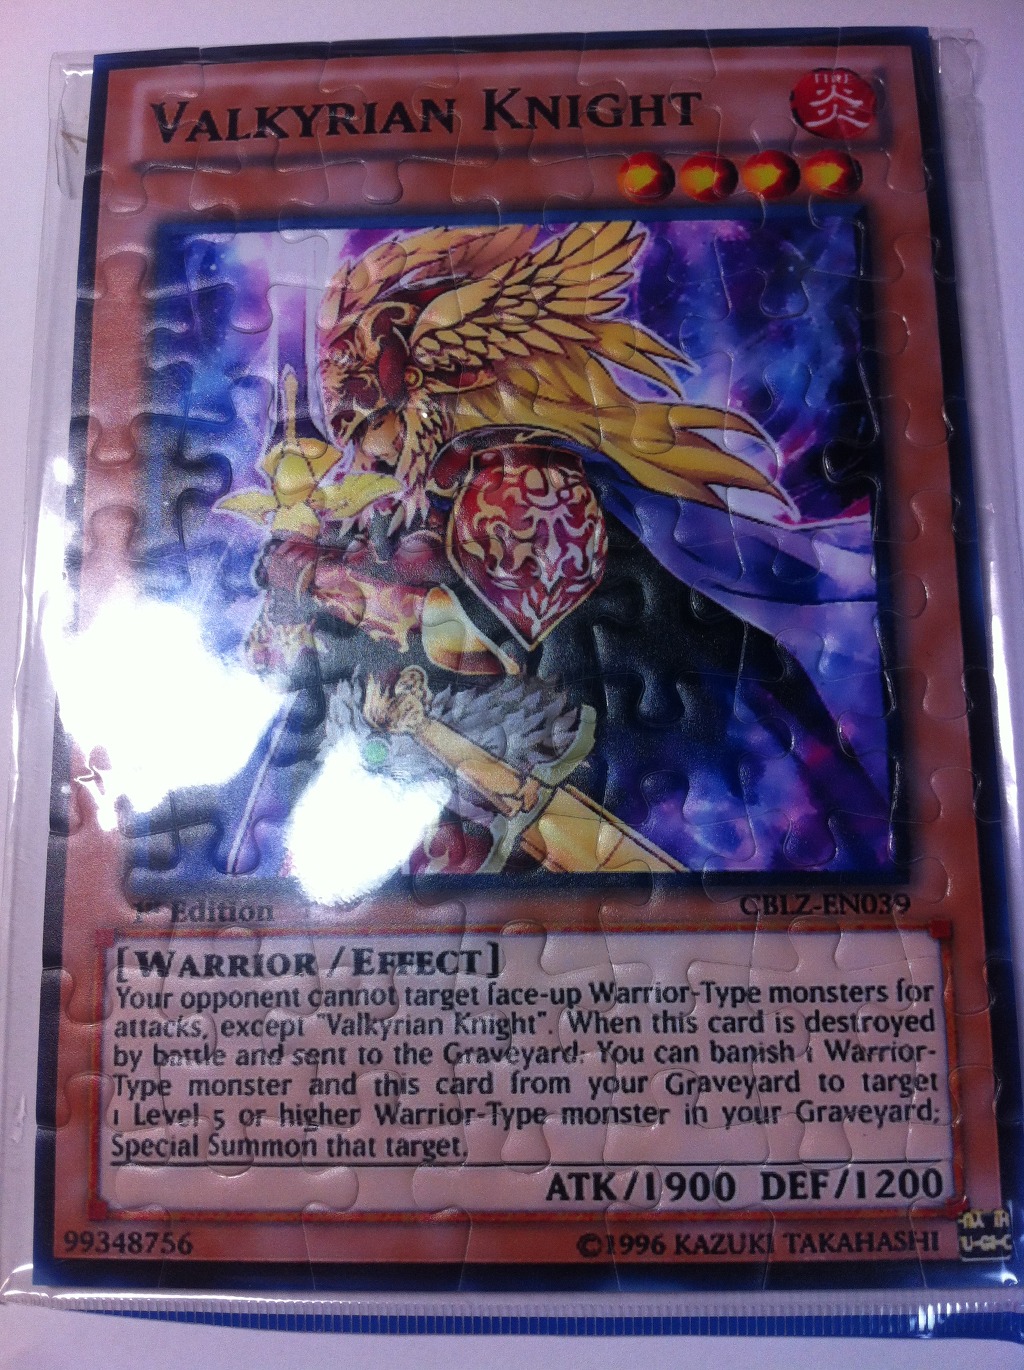 VALKYRIAN KNIGHT
FIRE
炎
1st Edition
CBLZ-EN039
[WARRIOR / EFFECT]
Your opponent cannot target face-up Warrior-Type monsters for
attacks, except "Valkyrian Knight". When this card is destroyed
by battle and sent to the Graveyard: You can banish 1 Warrior-
Type monster and this card from your Graveyard to target
1 Level 5 or higher Warrior-Type monster in your Graveyard;
Special Summon that target.
ATK/1900 DEF/1200
99348756
©1996 KAZUKI TAKAHASHI